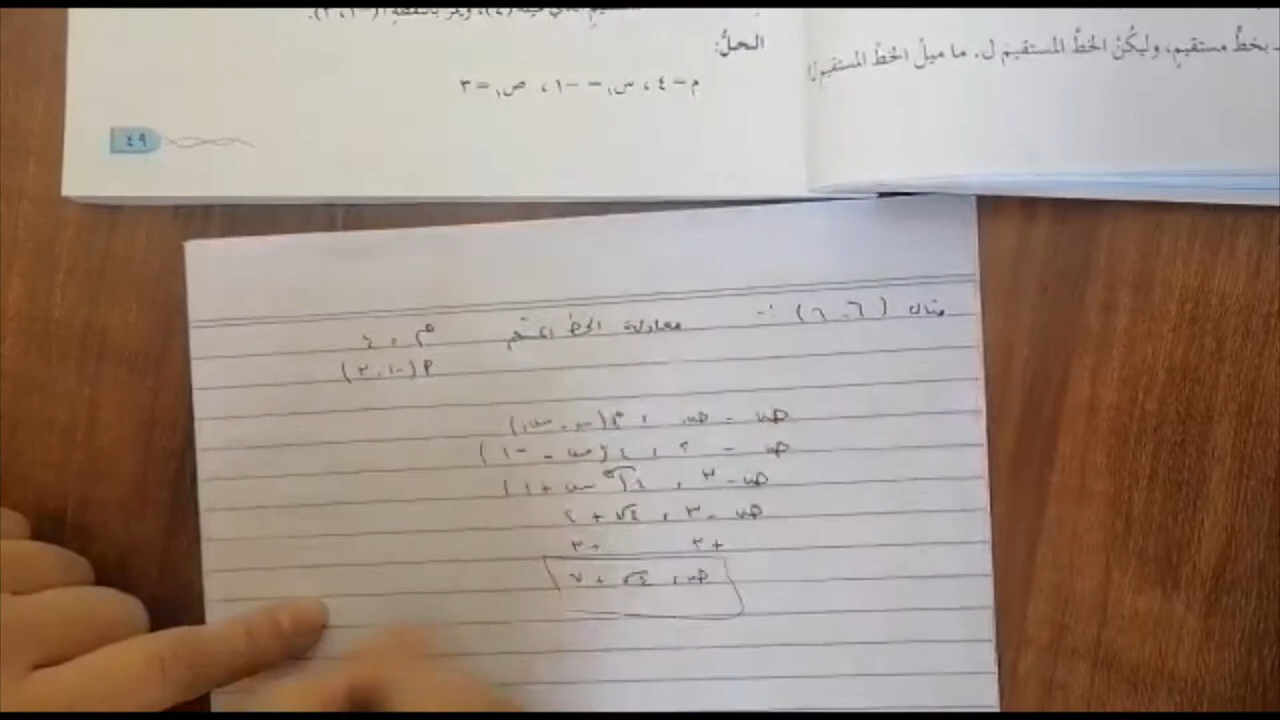 بخطٍّ مستقيمٍ، وليكُنْ الخطُّ المستقيمَ ل. ما ميلُ الخطِّ المستقيمِ ل؟
الحلُّ:
م = ٤ ، س١ = -١ ، ص١ = ٣
٤٩
مثال (٦-٦) :- معادلة الخط المستقيم م = ٤
أ(-١، ٣)
ص - ص١ = م(س - س١)
ص - ٣ = ٤(س - -١)
ص - ٣ = ٤(س + ١)
ص - ٣ = ٤س + ٤
+٣ +٣
ص = ٤س + ٧